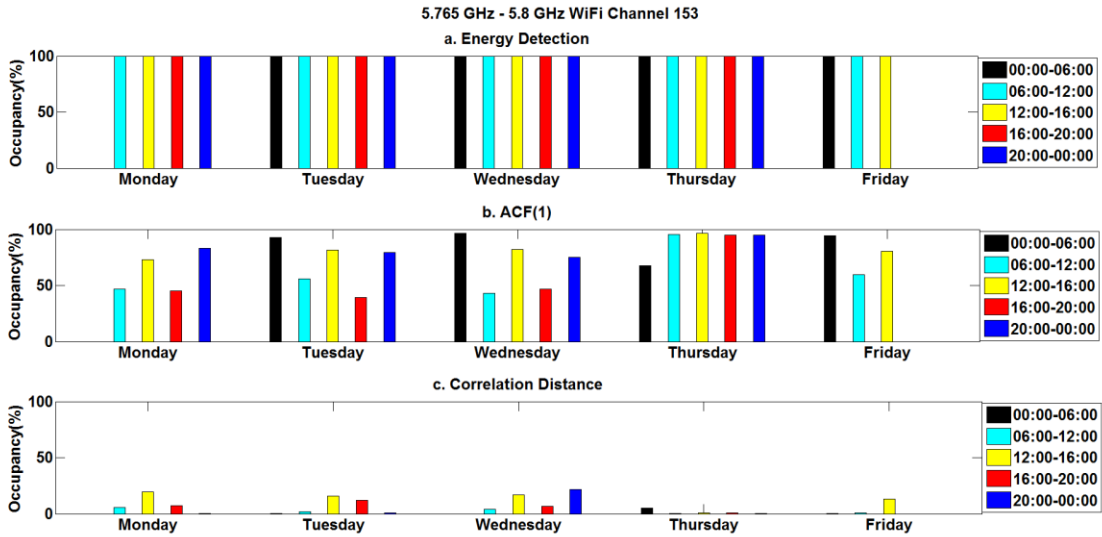 5.765 GHz - 5.8 GHz WiFi Channel 153
a. Energy Detection
100
50
0
Occupancy(%)
Monday Tuesday Wednesday Thursday Friday
00:00-06:00
06:00-12:00
12:00-16:00
16:00-20:00
20:00-00:00
b. ACF(1)
100
50
0
Occupancy(%)
Monday Tuesday Wednesday Thursday Friday
00:00-06:00
06:00-12:00
12:00-16:00
16:00-20:00
20:00-00:00
c. Correlation Distance
100
50
0
Occupancy(%)
Monday Tuesday Wednesday Thursday Friday
00:00-06:00
06:00-12:00
12:00-16:00
16:00-20:00
20:00-00:00